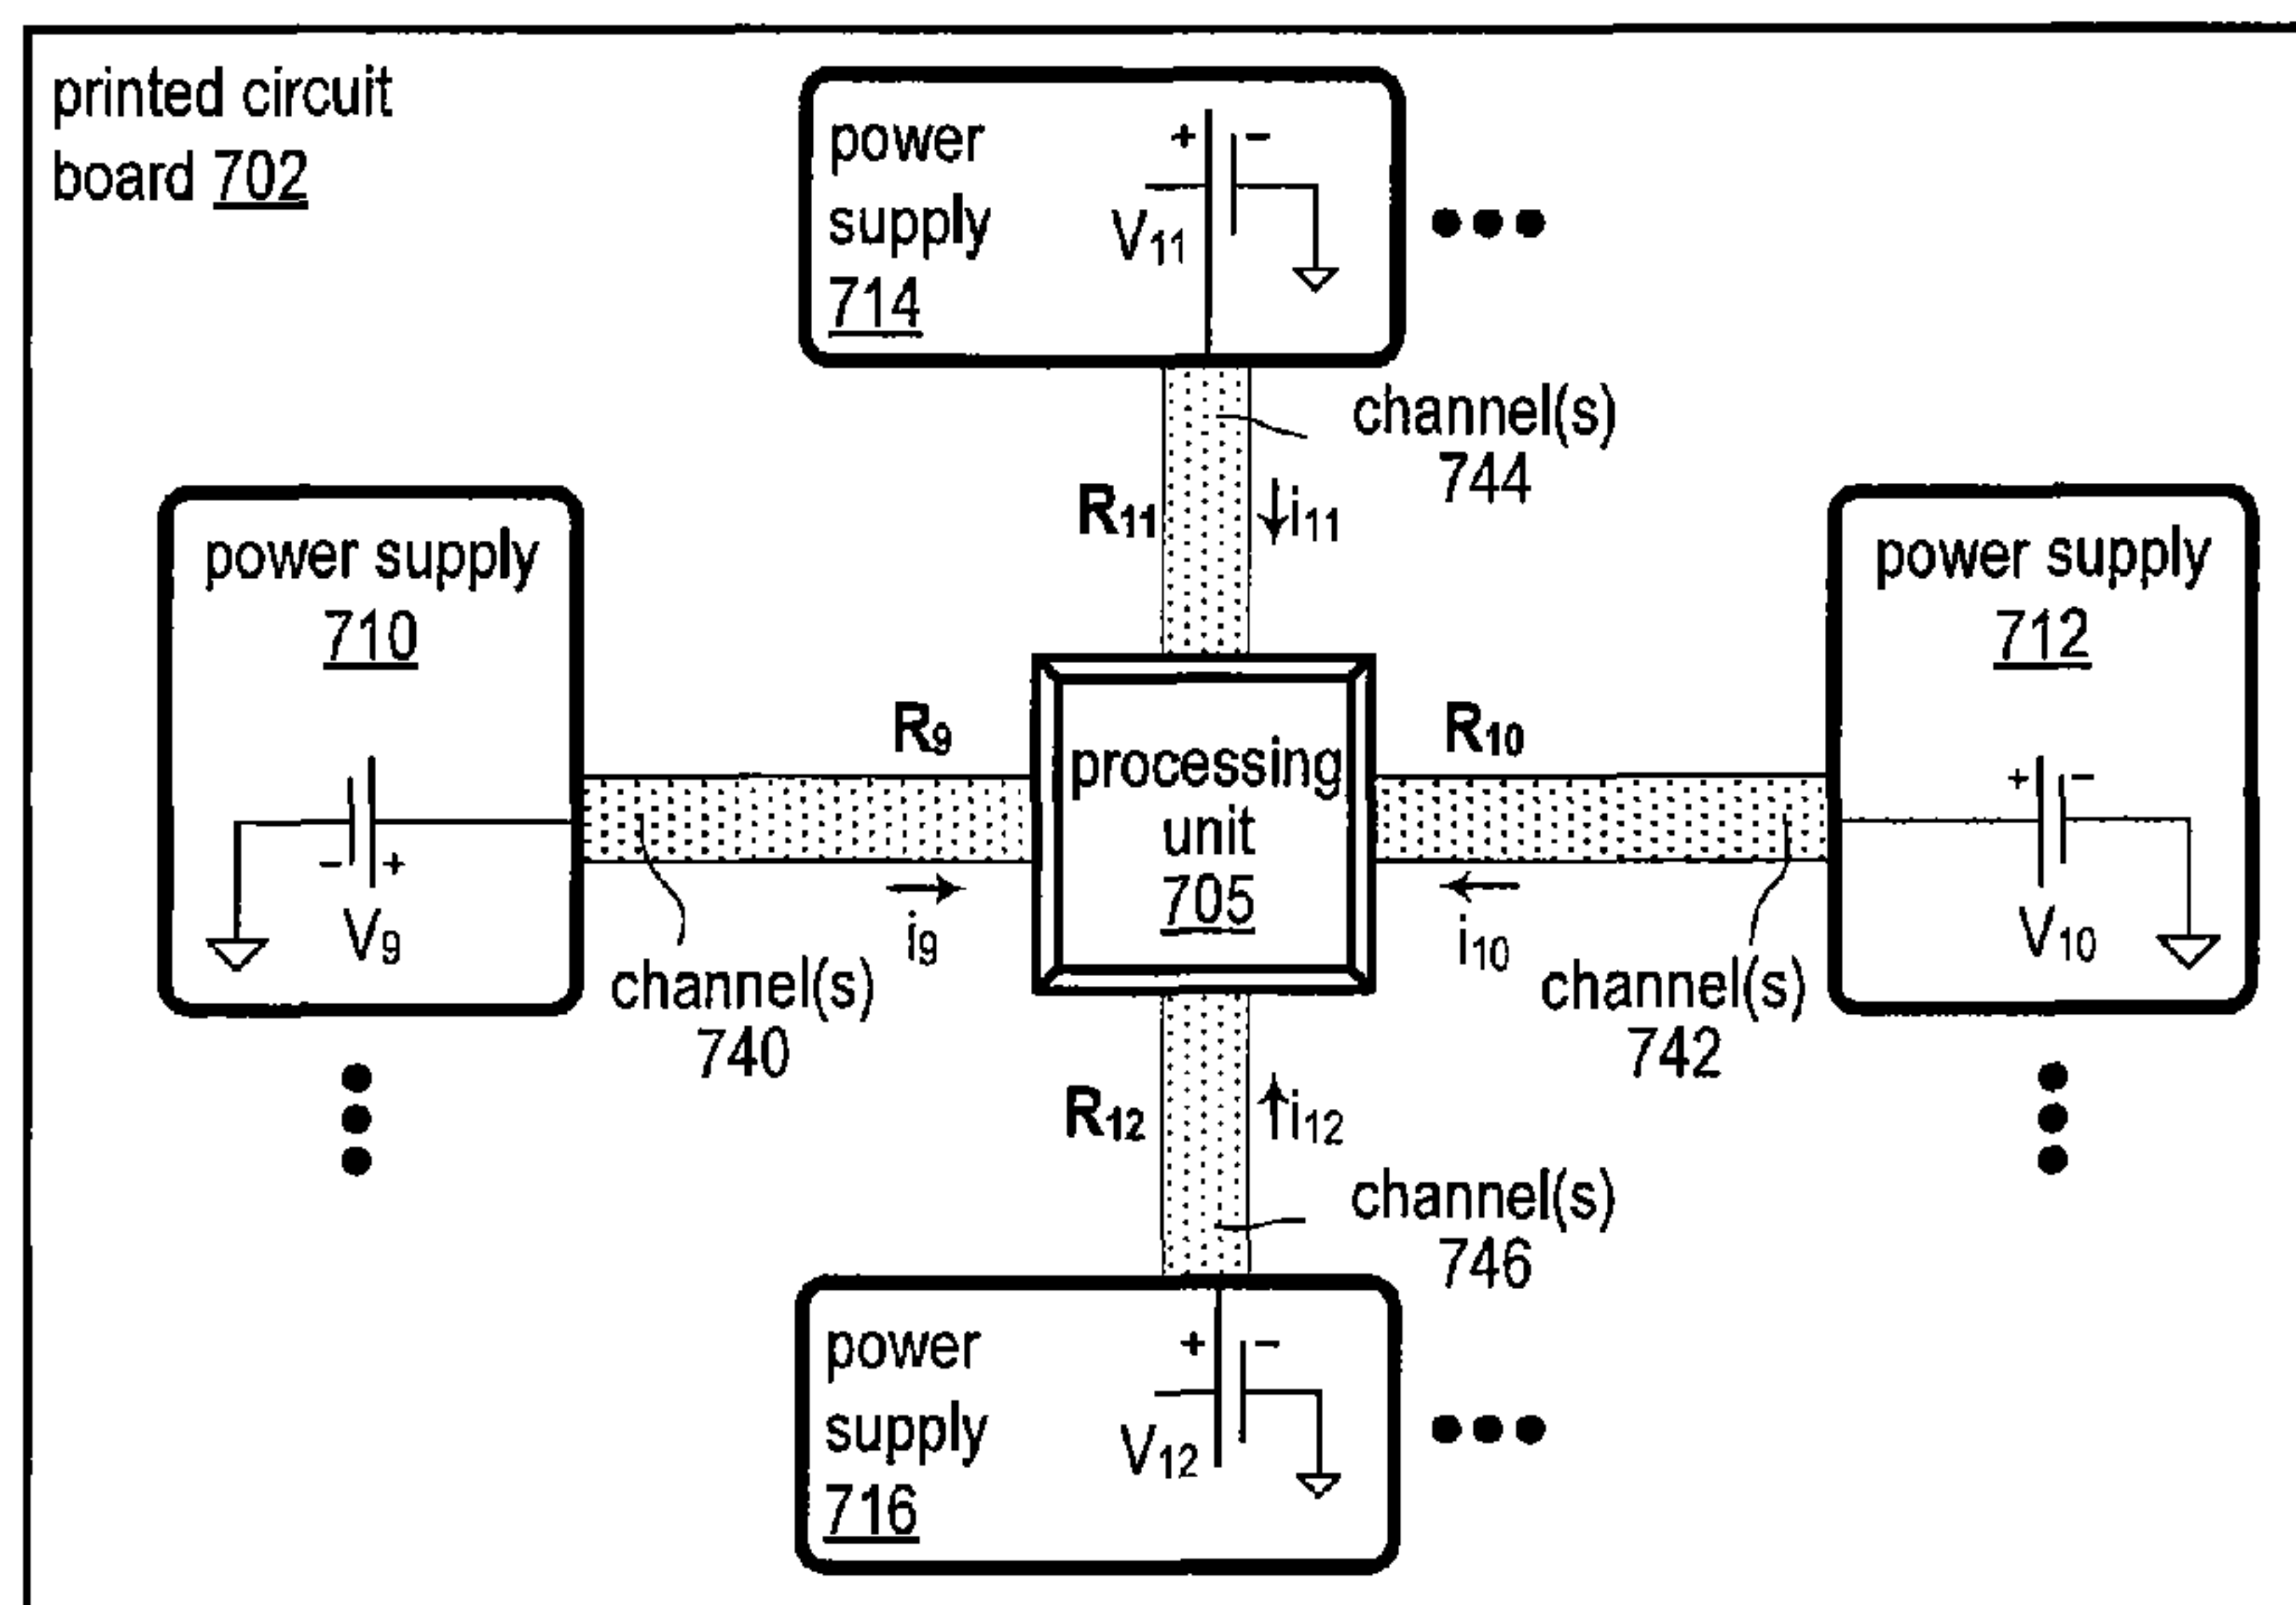 printed circuit
board 702
power
supply
714
+ -
V11
channel(s)
744
R11
i11
power supply
710
- +
V9
R9
i9
channel(s)
740
processing
unit
705
R10
i10
channel(s)
742
power supply
712
+ -
V10
R12
i12
channel(s)
746
power
supply
716
+ -
V12